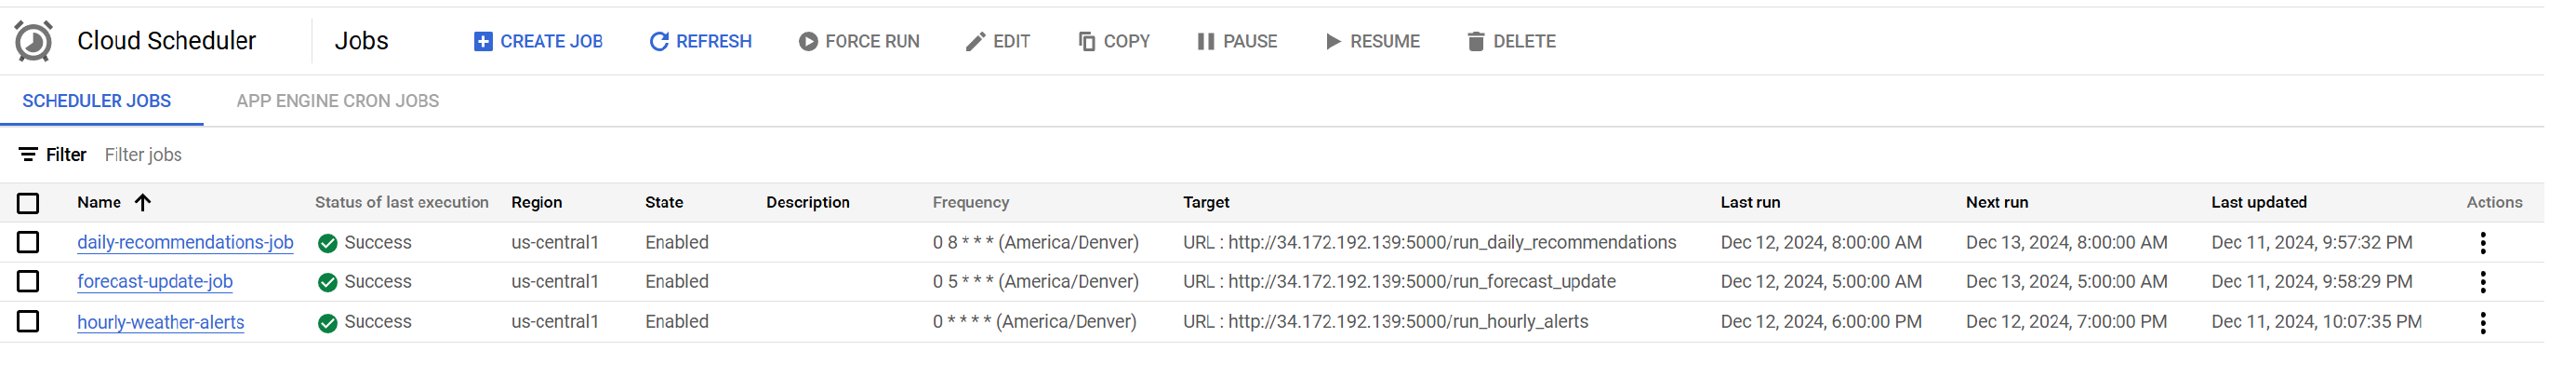 Cloud Scheduler Jobs CREATE JOB REFRESH FORCE RUN EDIT COPY PAUSE RESUME DELETE
SCHEDULER JOBS APP ENGINE CRON JOBS
Filter Filter jobs
Name Status of last execution Region State Description Frequency Target Last run Next run Last updated Actions
daily-recommendations-job Success us-central1 Enabled 0 8 * * * (America/Denver) URL : http://34.172.192.139:5000/run_daily_recommendations Dec 12, 2024, 8:00:00 AM Dec 13, 2024, 8:00:00 AM Dec 11, 2024, 9:57:32 PM
forecast-update-job Success us-central1 Enabled 0 5 * * * (America/Denver) URL : http://34.172.192.139:5000/run_forecast_update Dec 12, 2024, 5:00:00 AM Dec 13, 2024, 5:00:00 AM Dec 11, 2024, 9:58:29 PM
hourly-weather-alerts Success us-central1 Enabled 0 * * * * (America/Denver) URL : http://34.172.192.139:5000/run_hourly_alerts Dec 12, 2024, 6:00:00 PM Dec 12, 2024, 7:00:00 PM Dec 11, 2024, 10:07:35 PM